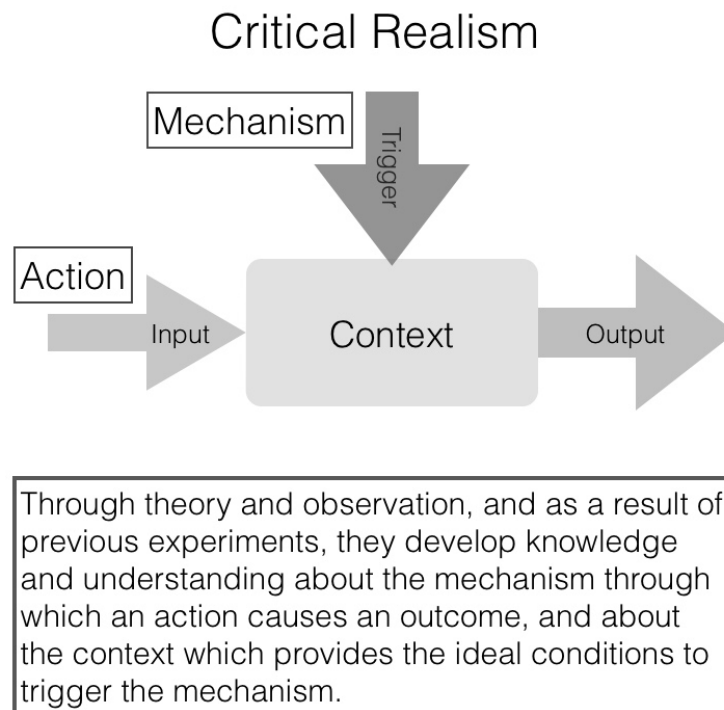 Critical Realism
Mechanism
Trigger
Action
Input
Context
Output
Through theory and observation, and as a result of
previous experiments, they develop knowledge
and understanding about the mechanism through
which an action causes an outcome, and about
the context which provides the ideal conditions to
trigger the mechanism.